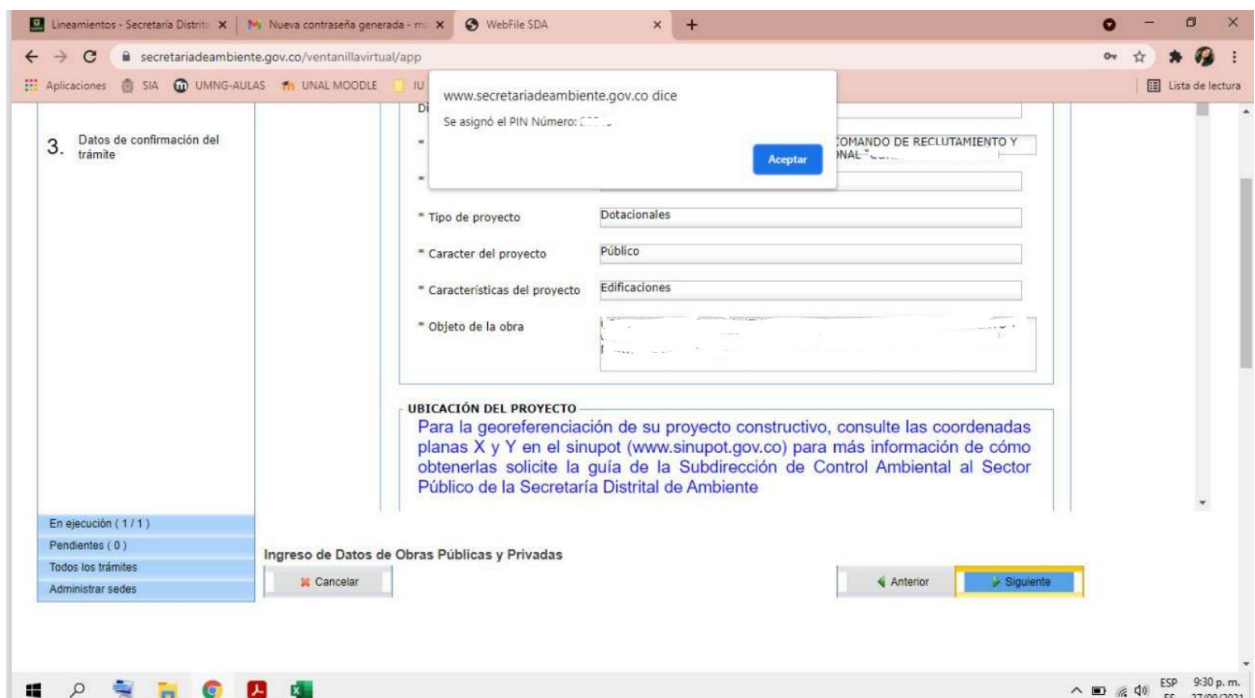 Lineamientos - Secretaría Distrit
Nueva contraseña generada - m
WebFile SDA
secretariadeambiente.gov.co/ventanillavirtual/app
Aplicaciones SIA UMNG-AULAS UNAL MOODLE IU
Lista de lectura
www.secretariadeambiente.gov.co dice
Se asignó el PIN Número:
Aceptar
3. Datos de confirmación del
trámite
COMANDO DE RECLUTAMIENTO Y
* Tipo de proyecto Dotacionales
* Caracter del proyecto Público
* Características del proyecto Edificaciones
* Objeto de la obra
UBICACIÓN DEL PROYECTO
Para la georeferenciación de su proyecto constructivo, consulte las coordenadas
planas X y Y en el sinupot (www.sinupot.gov.co) para más información de cómo
obtenerlas solicite la guía de la Subdirección de Control Ambiental al Sector
Público de la Secretaría Distrital de Ambiente
En ejecución ( 1 / 1 )
Pendientes ( 0 )
Todos los trámites
Administrar sedes
Ingreso de Datos de Obras Públicas y Privadas
Cancelar
Anterior
Siguiente
ESP 9:30 p. m.
ES 27/09/2021